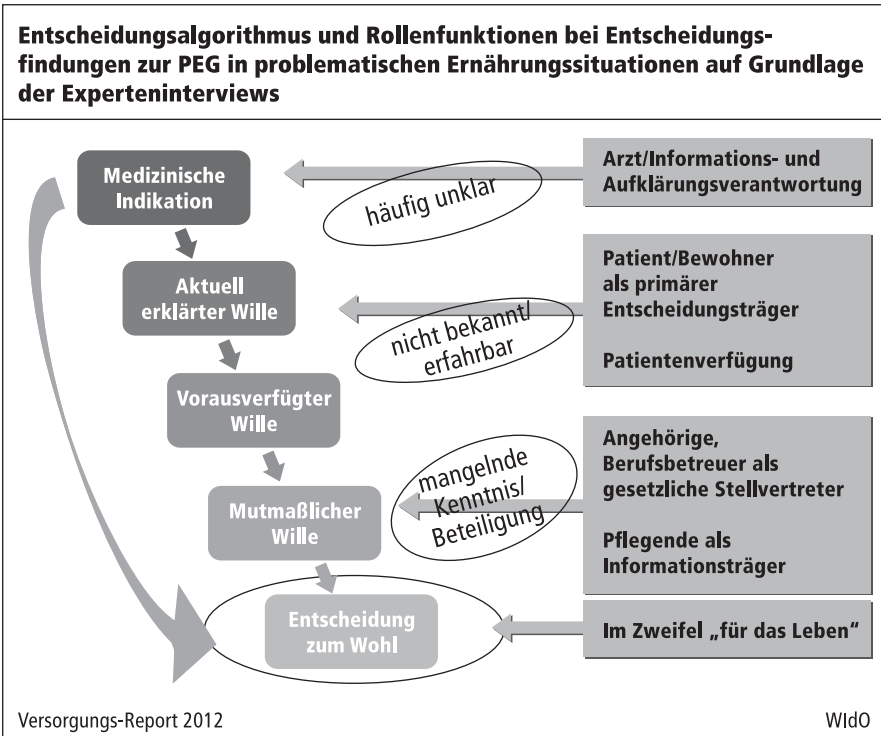 Entscheidungsalgorithmus und Rollenfunktionen bei Entscheidungs-
findungen zur PEG in problematischen Ernährungssituationen auf Grundlage
der Experteninterviews
Medizinische
Indikation
häufig unklar
Arzt/Informations- und
Aufklärungsverantwortung
Aktuell
erklärter Wille
nicht bekannt/
erfahrbar
Patient/Bewohner
als primärer
Entscheidungsträger
Patientenverfügung
Vorausverfügter
Wille
Mutmaßlicher
Wille
mangelnde
Kenntnis/
Beteiligung
Angehörige,
Berufsbetreuer als
gesetzliche Stellvertreter
Pflegende als
Informationsträger
Entscheidung
zum Wohl
Im Zweifel „für das Leben“
Versorgungs-Report 2012
WIdO